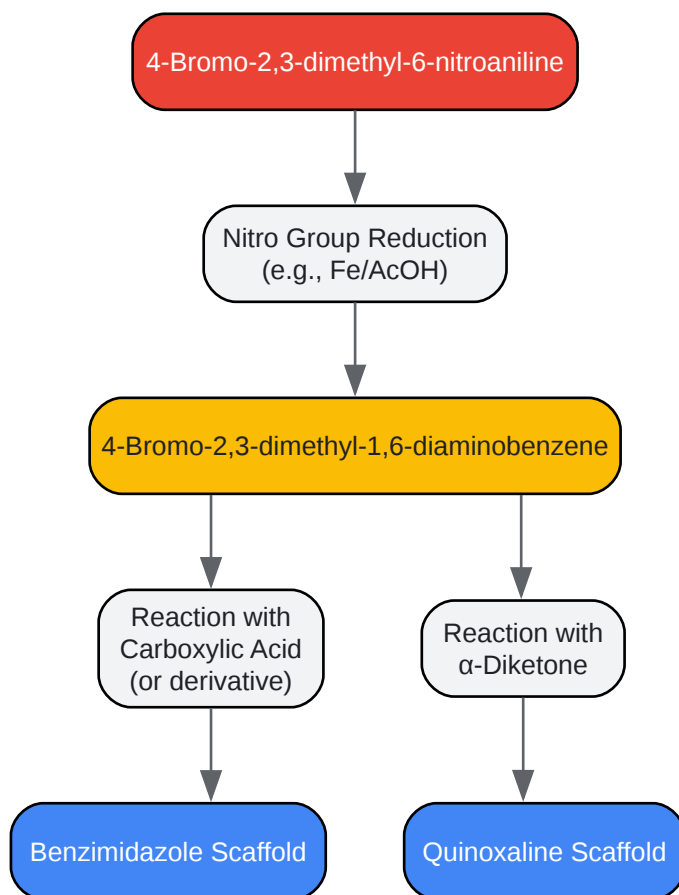 4-Bromo-2,3-dimethyl-6-nitroaniline
Nitro Group Reduction
(e.g., Fe/AcOH)
4-Bromo-2,3-dimethyl-1,6-diaminobenzene
Reaction with
Carboxylic Acid
(or derivative)
Reaction with
α-Diketone
Benzimidazole Scaffold
Quinoxaline Scaffold